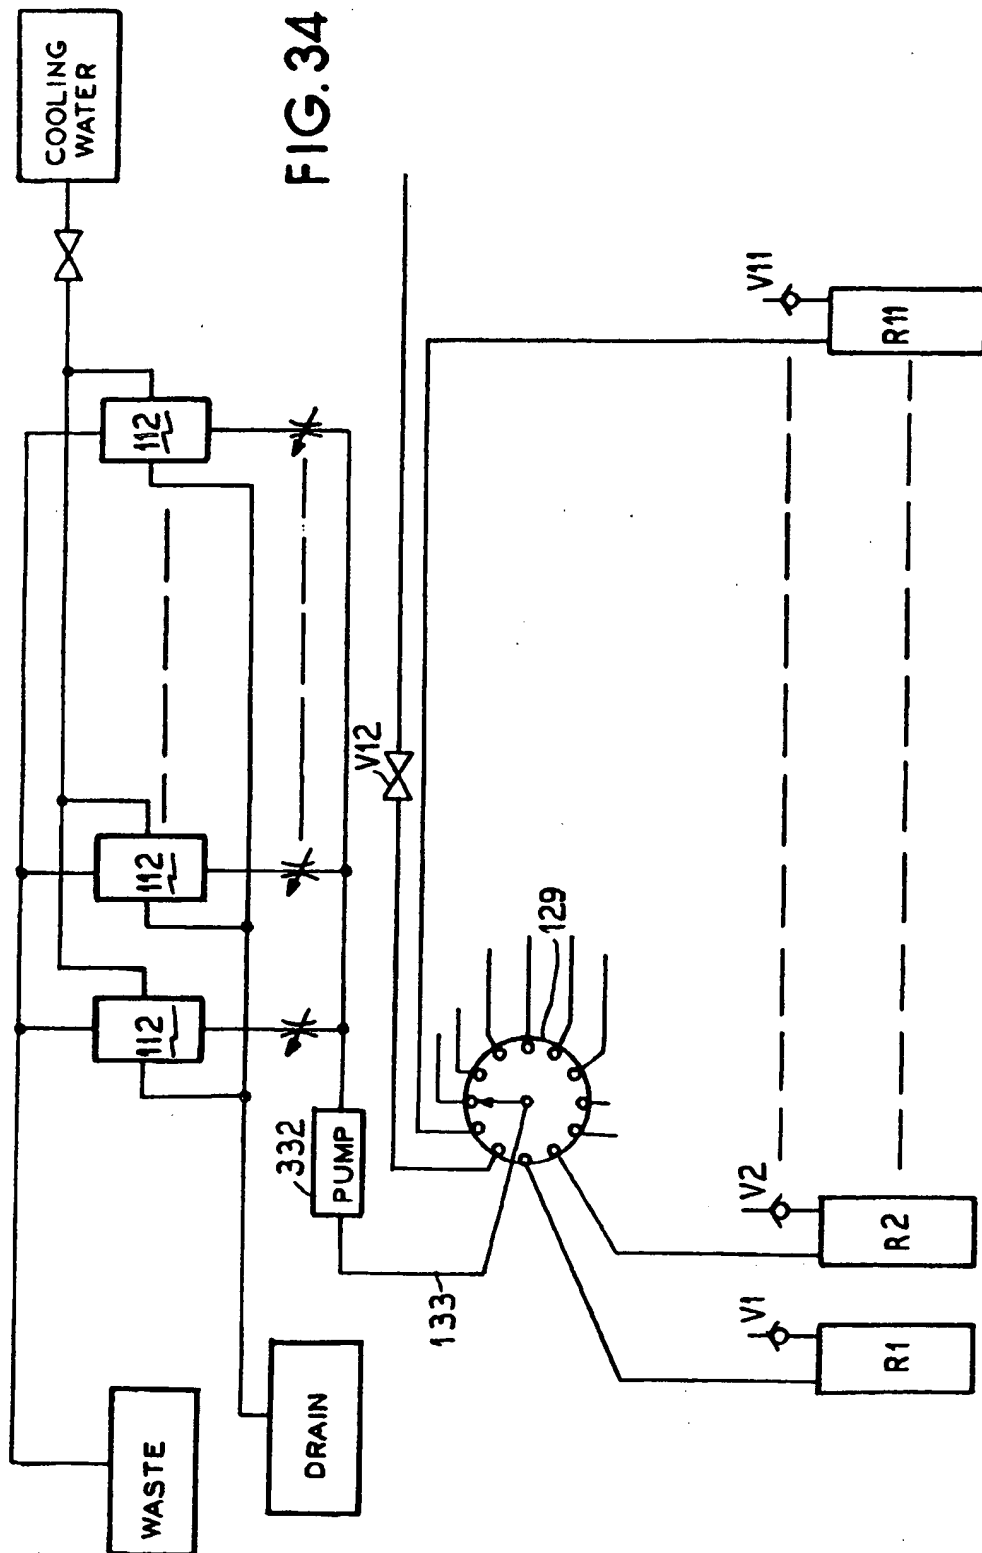 COOLING
WATER
FIG. 34
112
112
112
V12
V11
R11
129
332
PUMP
133
V2
R2
V1
R1
WASTE
DRAIN